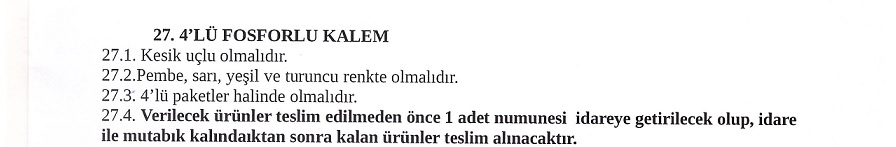 27. 4’LÜ FOSFORLU KALEM
27.1. Kesik uçlu olmalıdır.
27.2.Pembe, sarı, yeşil ve turuncu renkte olmalıdır.
27.3. 4’lü paketler halinde olmalıdır.
27.4. Verilecek ürünler teslim edilmeden önce 1 adet numunesi idareye getirilecek olup, idare
ile mutabık kalındaıktan sonra kalan ürünler teslim alınacaktır.